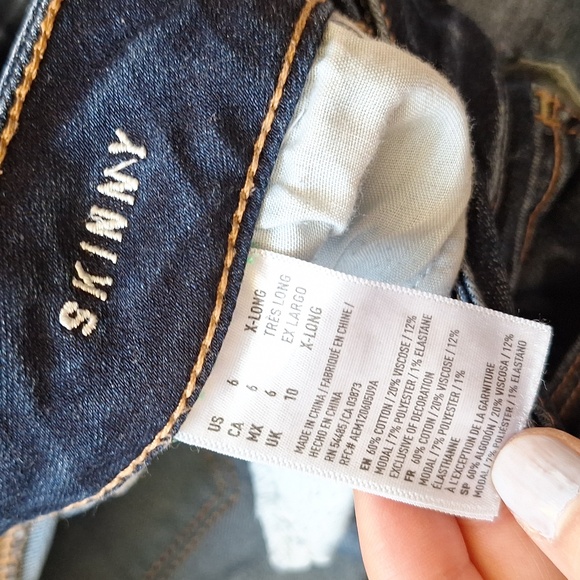 SKINNY
US 6 X-LONG
CA 6 TRÈS LONG
MX 6 EX LARGO
UK 10 X-LONG
MADE IN CHINA / FABRIQUÉ EN CHINE /
HECHO EN CHINA
RN 54485 / CA 03873
RFC# AEM17060509A
EN 60% COTTON / 20% VISCOSE / 12%
MODAL / 7% POLYESTER / 1% ELASTANE
EXCLUSIVE OF DECORATION
FR 60% COTON / 20% VISCOSE / 12%
MODAL / 7% POLYESTER / 1%
ÉLASTHANNE
À L'EXCEPTION DE LA GARNITURE
SP 60% ALGODÓN / 20% VISCOSA / 12%
MODAL / 7% POLIÉSTER / 1% ELASTANO